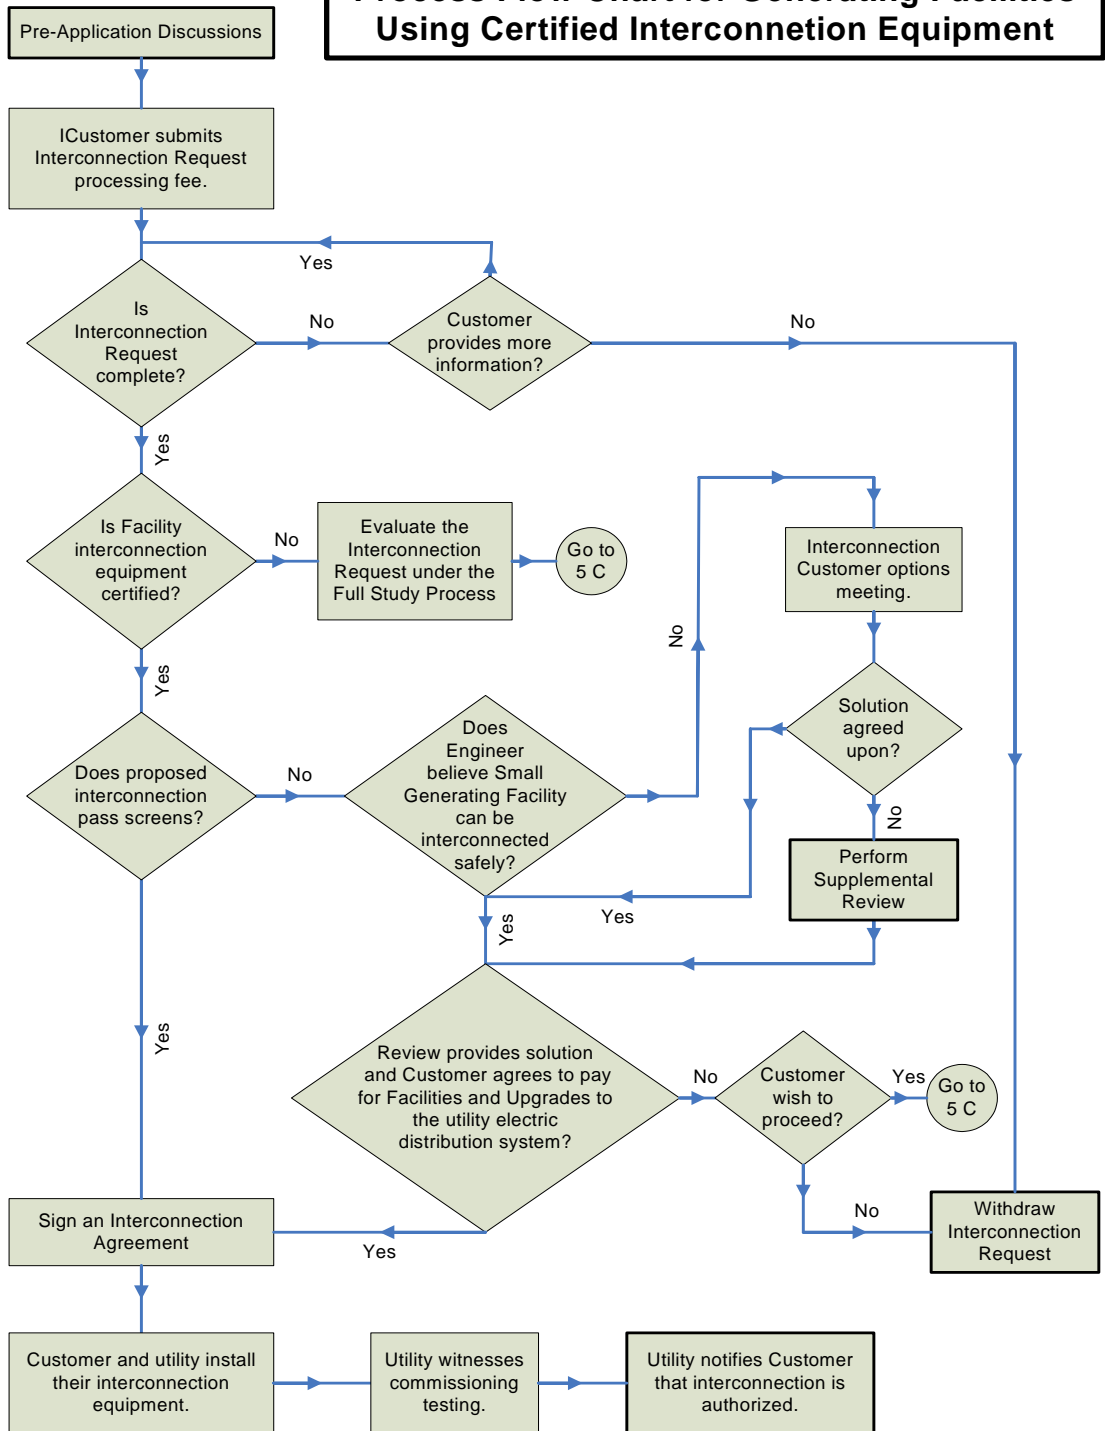 Process Flow Chart for Generating Facilities
Using Certified Interconnetion Equipment
Pre-Application Discussions
ICustomer submits
Interconnection Request
processing fee.
Yes
Is
Interconnection
Request
complete?
No
Customer
provides more
information?
No
Yes
Is Facility
interconnection
equipment
certified?
No
Evaluate the
Interconnection
Request under the
Full Study Process
Go to
5 C
Interconnection
Customer options
meeting.
No
Yes
Solution
agreed
upon?
Does proposed
interconnection
pass screens?
No
Does
Engineer
believe Small
Generating Facility
can be
interconnected
safely?
No
Perform
Supplemental
Review
Yes
Yes
Yes
Review provides solution
and Customer agrees to pay
for Facilities and Upgrades to
the utility electric
distribution system?
No
Customer
wish to
proceed?
Yes
Go to
5 C
No
Withdraw
Interconnection
Request
Sign an Interconnection
Agreement
Yes
Customer and utility install
their interconnection
equipment.
Utility witnesses
commissioning
testing.
Utility notifies Customer
that interconnection is
authorized.